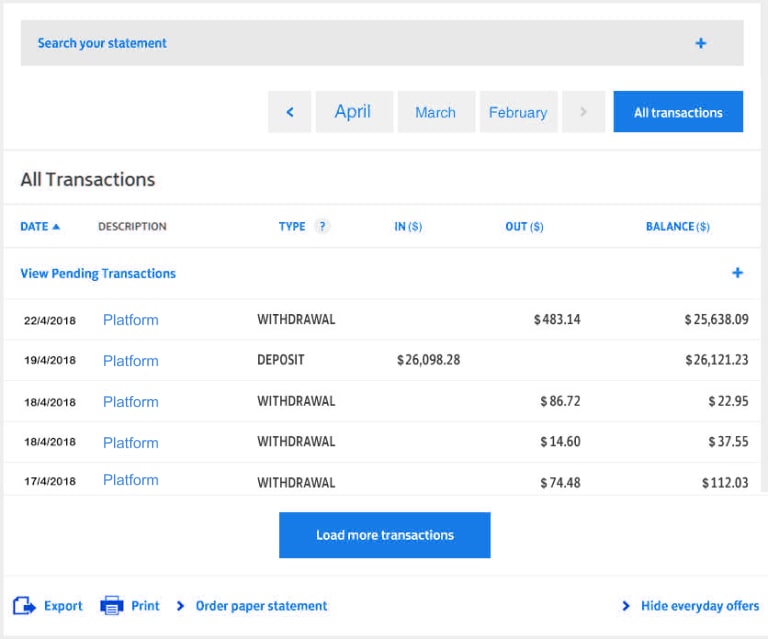 Search your statement +
< April March February > All transactions
All Transactions
DATE ▲ DESCRIPTION TYPE ? IN ($) OUT ($) BALANCE ($)
View Pending Transactions +
22/4/2018 Platform WITHDRAWAL $483.14 $25,638.09
19/4/2018 Platform DEPOSIT $26,098.28 $26,121.23
18/4/2018 Platform WITHDRAWAL $86.72 $22.95
18/4/2018 Platform WITHDRAWAL $14.60 $37.55
17/4/2018 Platform WITHDRAWAL $74.48 $112.03
Load more transactions
Export Print > Order paper statement > Hide everyday offers